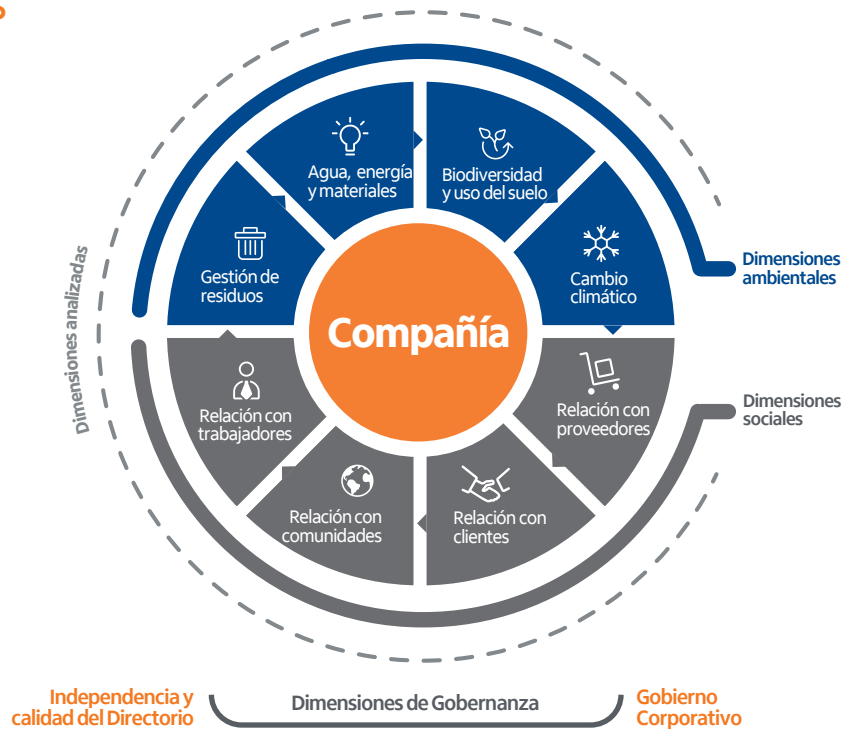 Agua, energía
y materiales
Biodiversidad
y uso del suelo
Gestión de
residuos
Cambio
climático
Dimensiones
ambientales
Dimensiones analizadas
Compañía
Relación con
trabajadores
Relación con
proveedores
Dimensiones
sociales
Relación con
comunidades
Relación con
clientes
Independencia y
calidad del Directorio
Dimensiones de Gobernanza
Gobierno
Corporativo